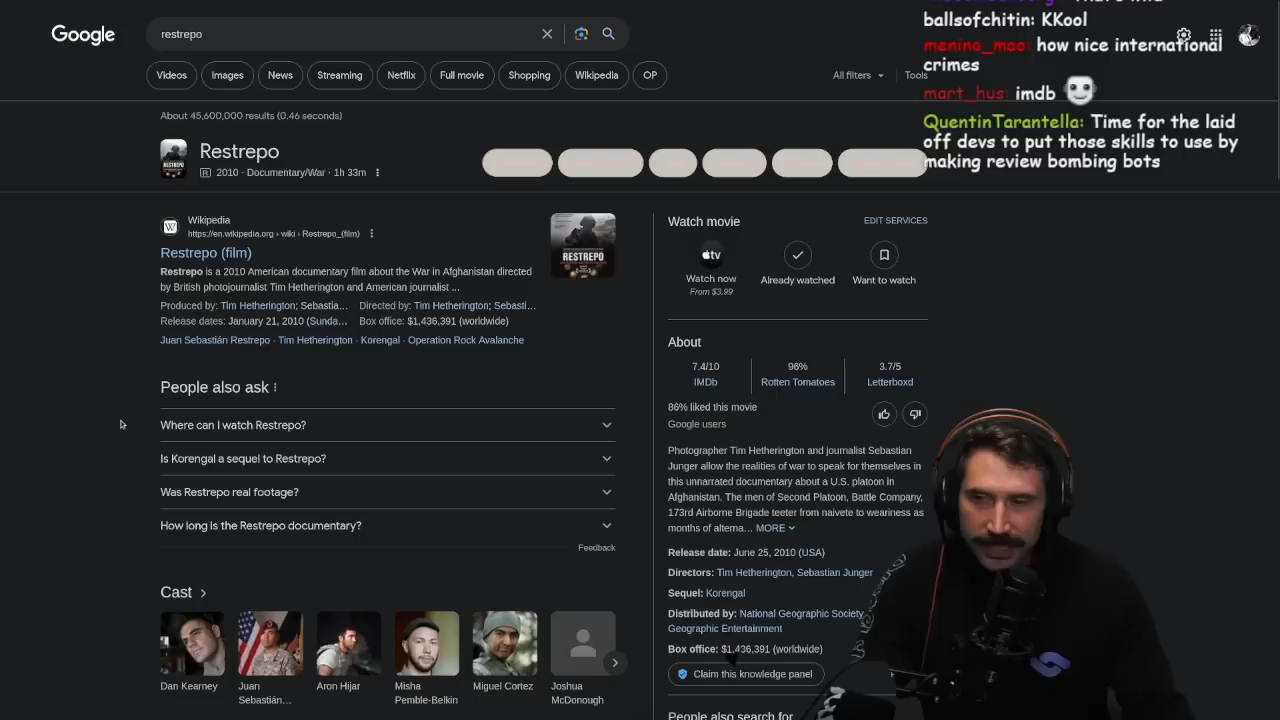 Google
restrepo
Videos
Images
News
Streaming
Netflix
Full movie
Shopping
Wikipedia
OP
All filters
Tools
ballsofchitin: KKool
menino_mao: how nice international
crimes
mart_hus: imdb
QuentinTarantella: Time for the laid
off devs to put those skills to use by
making review bombing bots
About 45,600,000 results (0.46 seconds)
Restrepo
R 2010 · Documentary/War · 1h 33m
Wikipedia
https://en.wikipedia.org › wiki › Restrepo_(film)
Restrepo (film)
Restrepo is a 2010 American documentary film about the War in Afghanistan directed
by British photojournalist Tim Hetherington and American journalist ...
Produced by: Tim Hetherington; Sebastia... Directed by: Tim Hetherington; Sebasti...
Release dates: January 21, 2010 (Sunda... Box office: $1,436,391 (worldwide)
Juan Sebastián Restrepo · Tim Hetherington · Korengal · Operation Rock Avalanche
RESTREPO
People also ask
Where can I watch Restrepo?
Is Korengal a sequel to Restrepo?
Was Restrepo real footage?
How long is the Restrepo documentary?
Feedback
Cast
Dan Kearney
Juan
Sebastián...
Aron Hijar
Misha
Pemble-Belkin
Miguel Cortez
Joshua
McDonough
Watch movie
EDIT SERVICES
tv
Watch now
From $3.99
Already watched
Want to watch
About
7.4/10
IMDb
96%
Rotten Tomatoes
3.7/5
Letterboxd
86% liked this movie
Google users
Photographer Tim Hetherington and journalist Sebastian
Junger allow the realities of war to speak for themselves in
this unnarrated documentary about a U.S. platoon in
Afghanistan. The men of Second Platoon, Battle Company,
173rd Airborne Brigade teeter from naivete to weariness as
months of alterna... MORE
Release date: June 25, 2010 (USA)
Directors: Tim Hetherington, Sebastian Junger
Sequel: Korengal
Distributed by: National Geographic Society
Geographic Entertainment
Box office: $1,436,391 (worldwide)
Claim this knowledge panel
People also search for